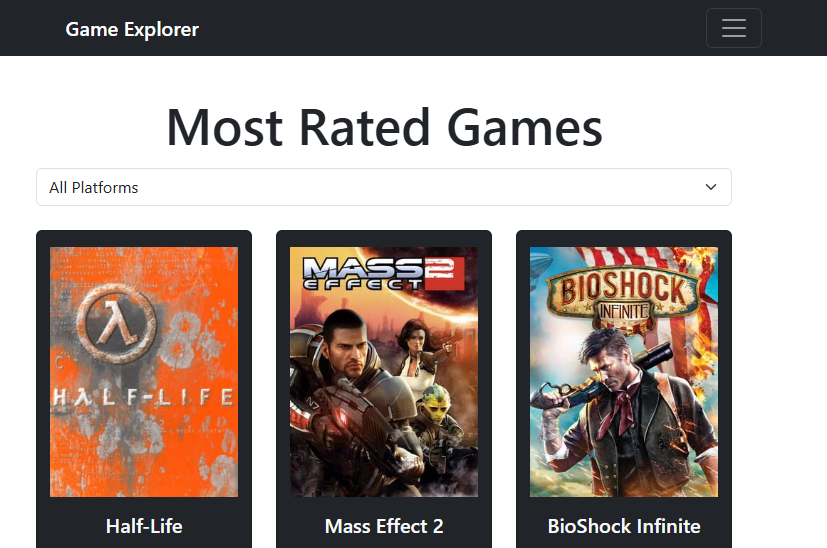 Game Explorer
Most Rated Games
All Platforms
HALF-LIFE
MASS 2
EFFECT
BIOSHOCK
INFINITE
N7
Half-Life
Mass Effect 2
BioShock Infinite